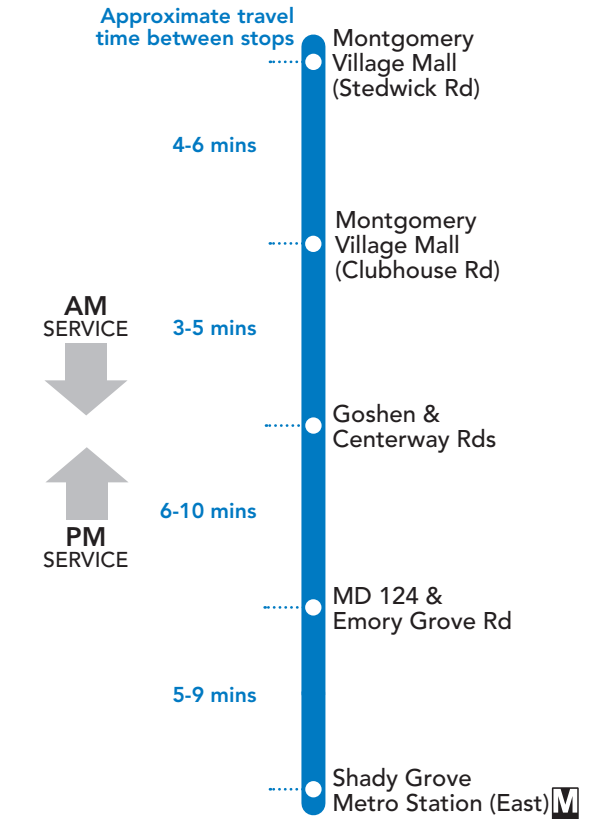 Approximate travel
time between stops
Montgomery
Village Mall
(Stedwick Rd)
4-6 mins
Montgomery
Village Mall
(Clubhouse Rd)
AM
SERVICE
3-5 mins
Goshen &
Centerway Rds
6-10 mins
PM
SERVICE
MD 124 &
Emory Grove Rd
5-9 mins
Shady Grove
Metro Station (East) M